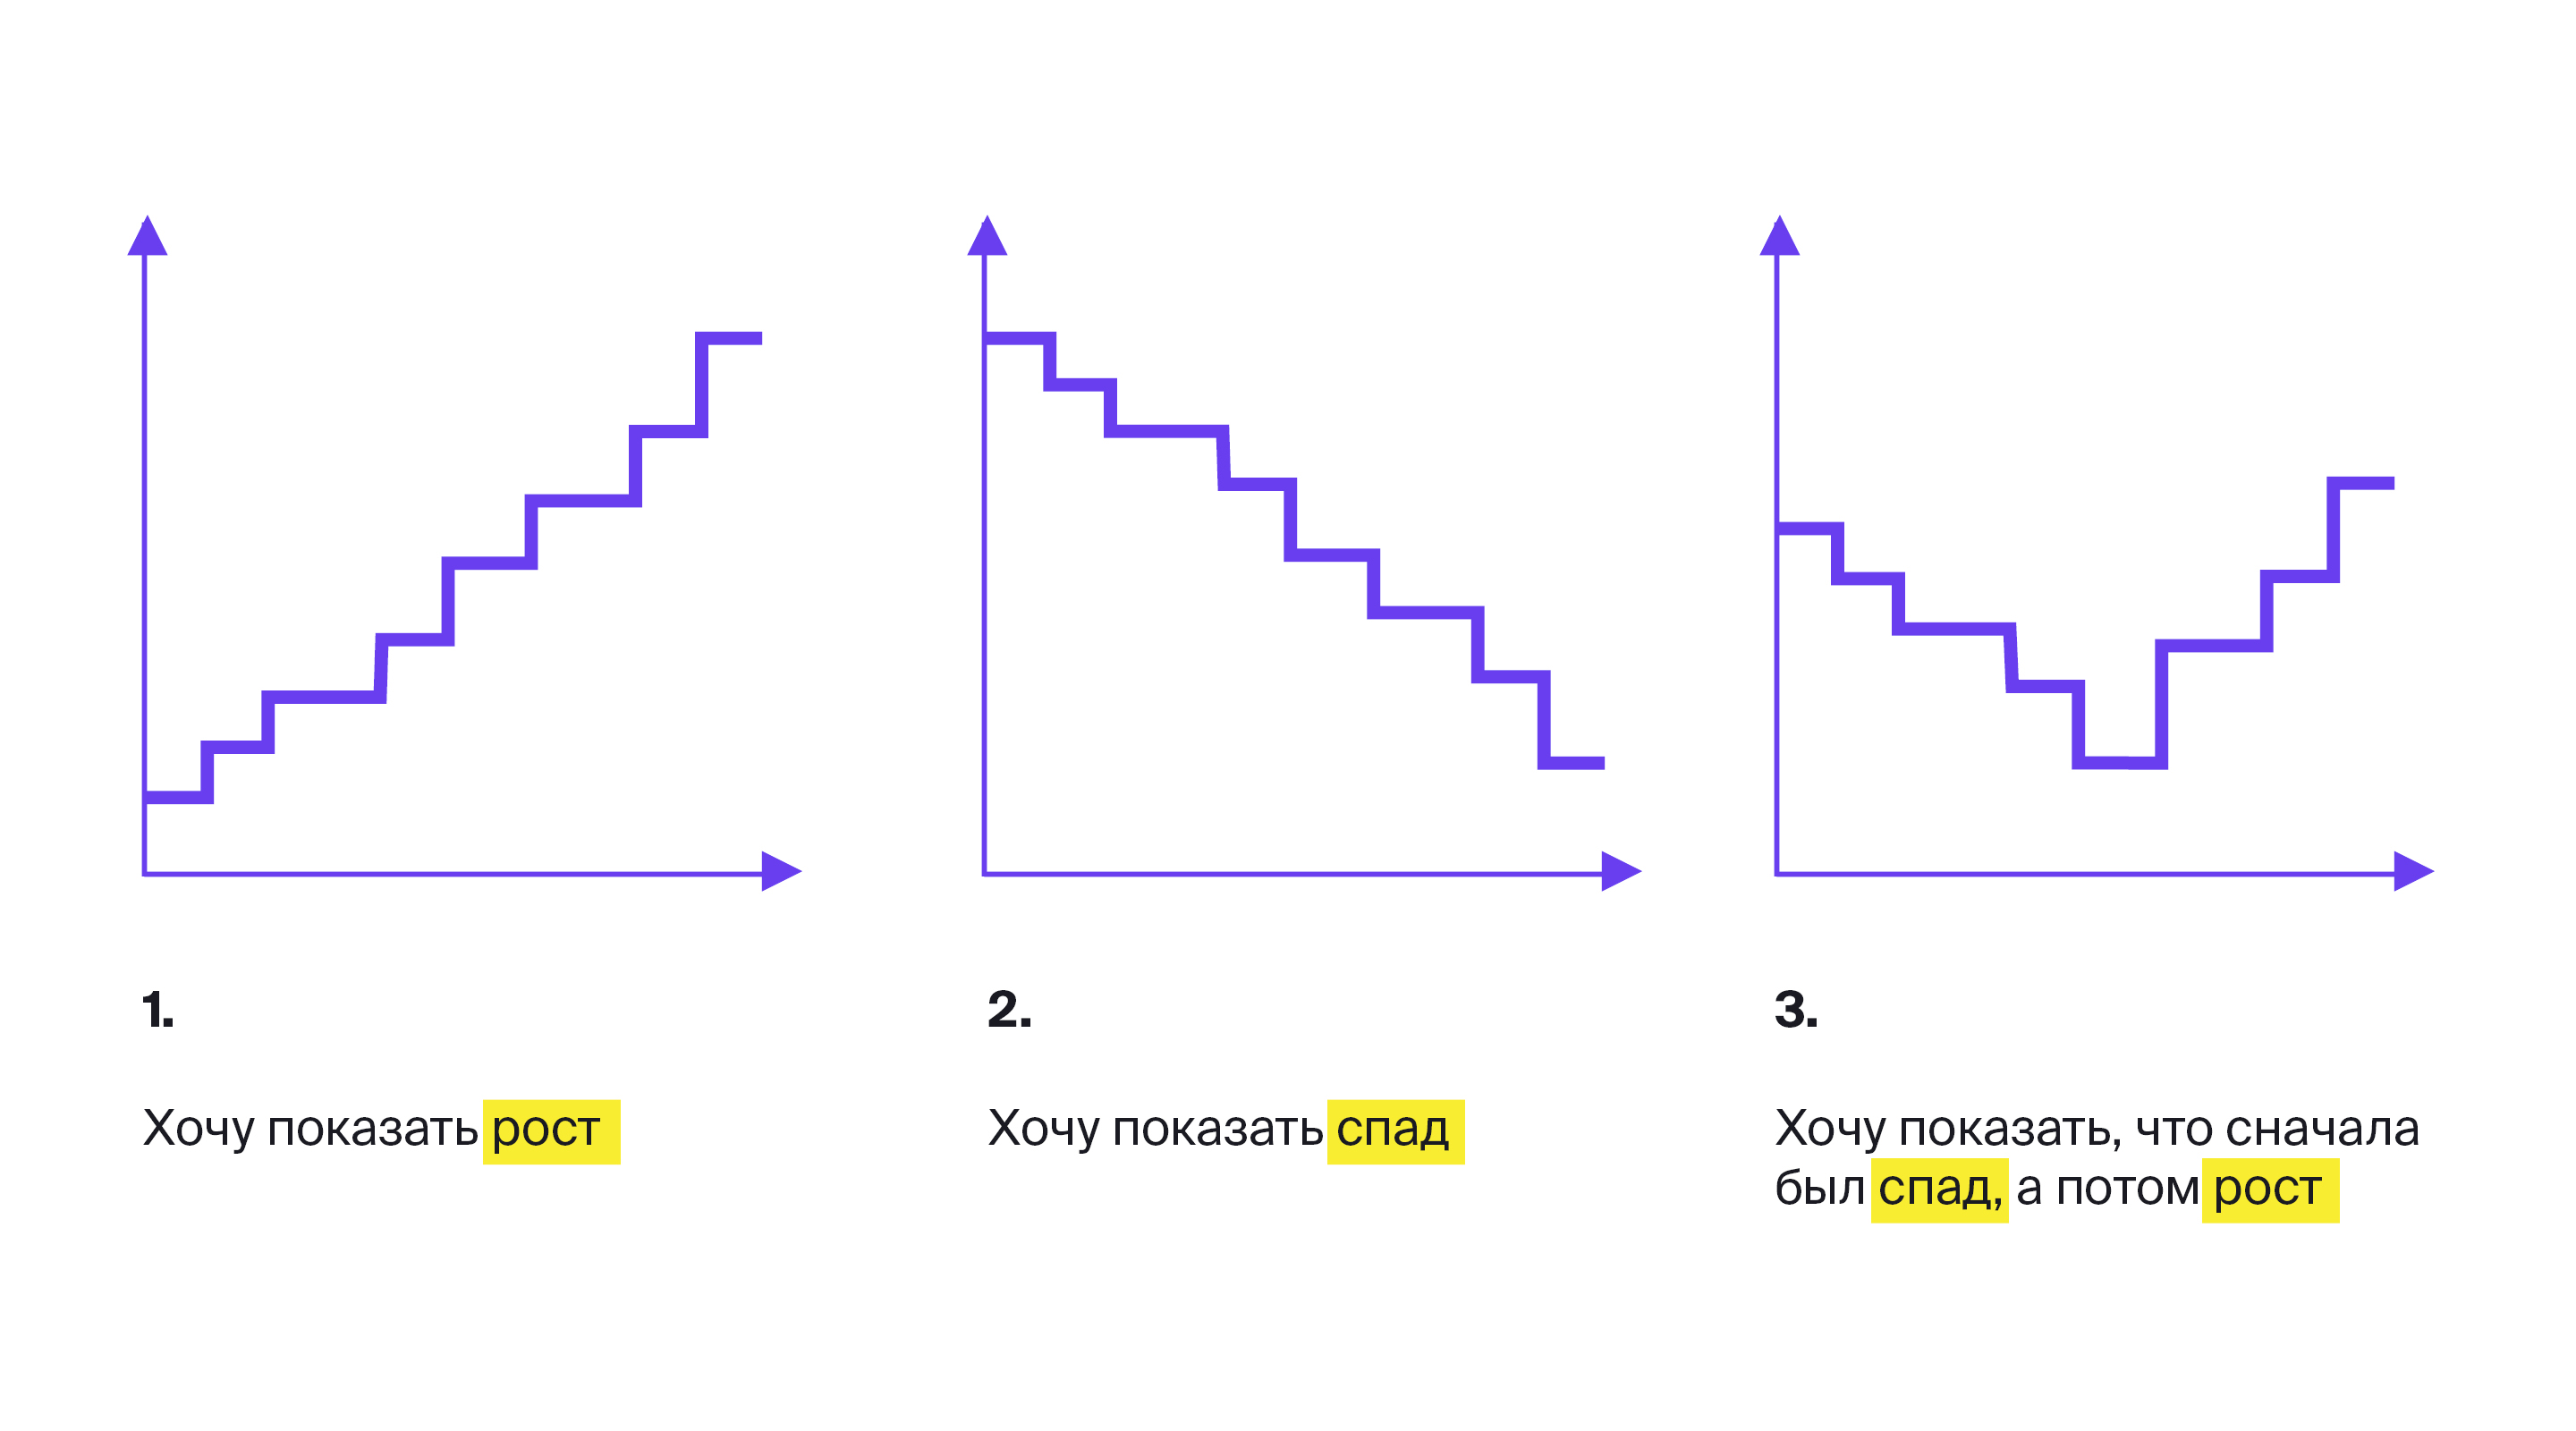 1.
Хочу показать рост
2.
Хочу показать спад
3.
Хочу показать, что сначала
был спад, а потом рост